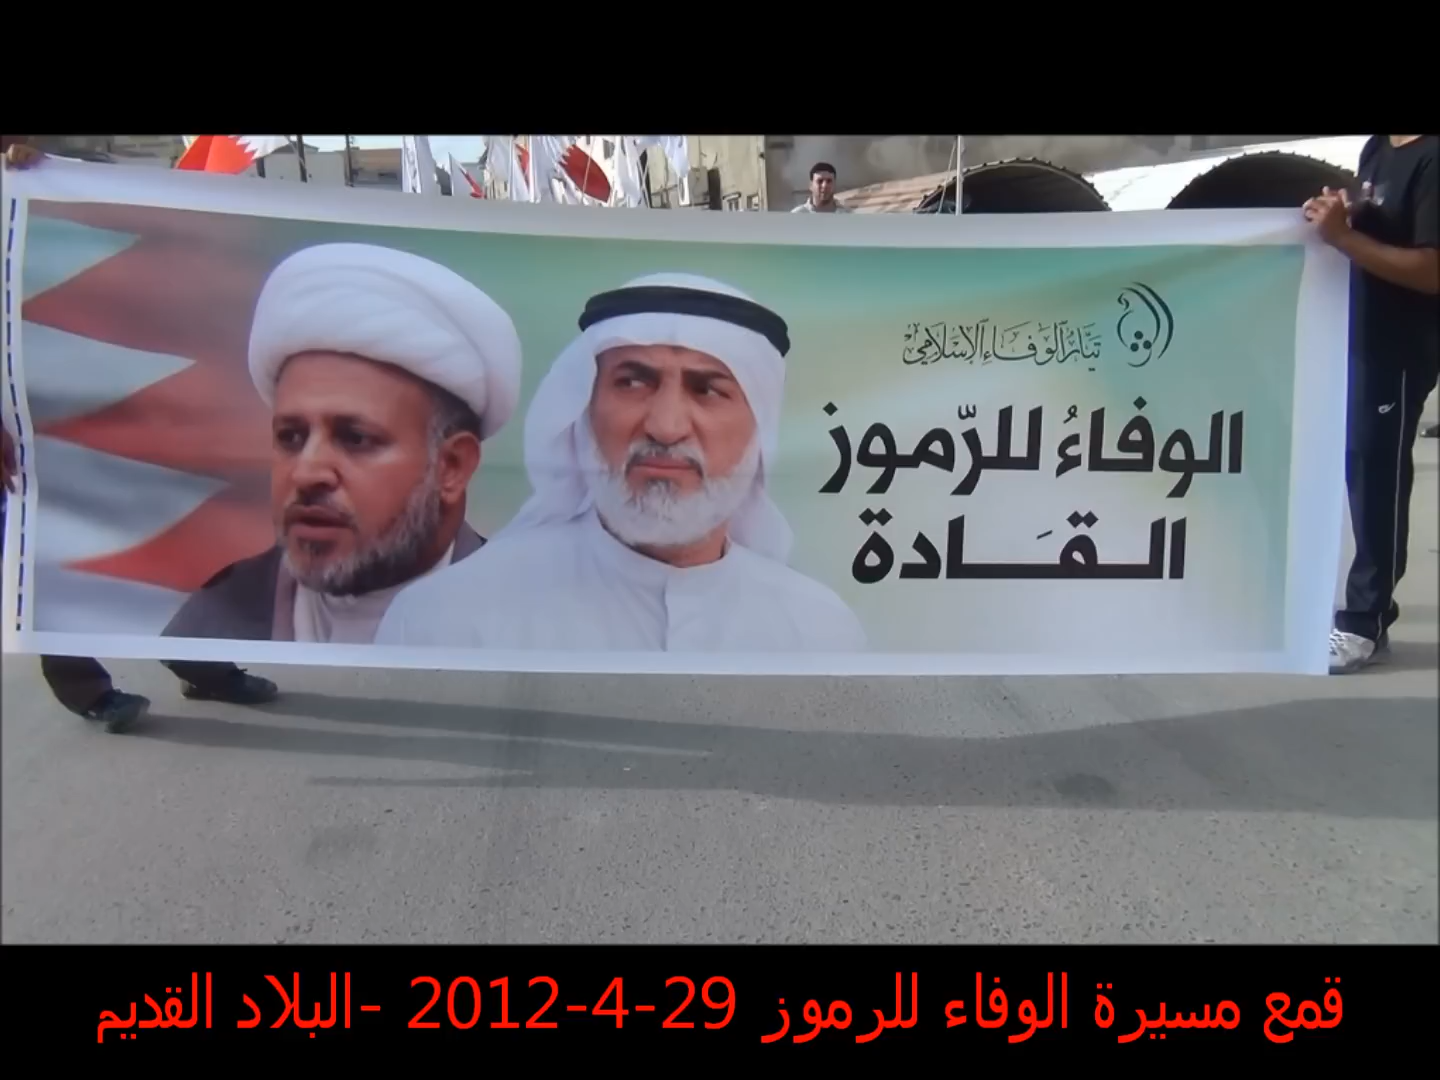 تيار الوفاء الإسلامي
الوفاءُ للرّموز
القَادة
قمع مسيرة الوفاء للرموز 29-4-2012 -البلاد القديم